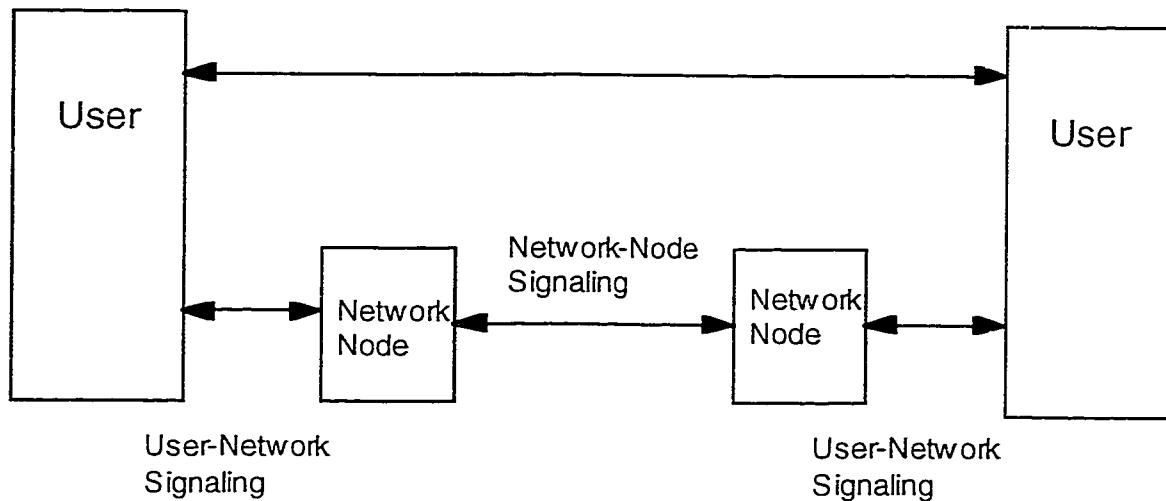 User
User
Network-Node
Signaling
Network
Node
Network
Node
User-Network
Signaling
User-Network
Signaling